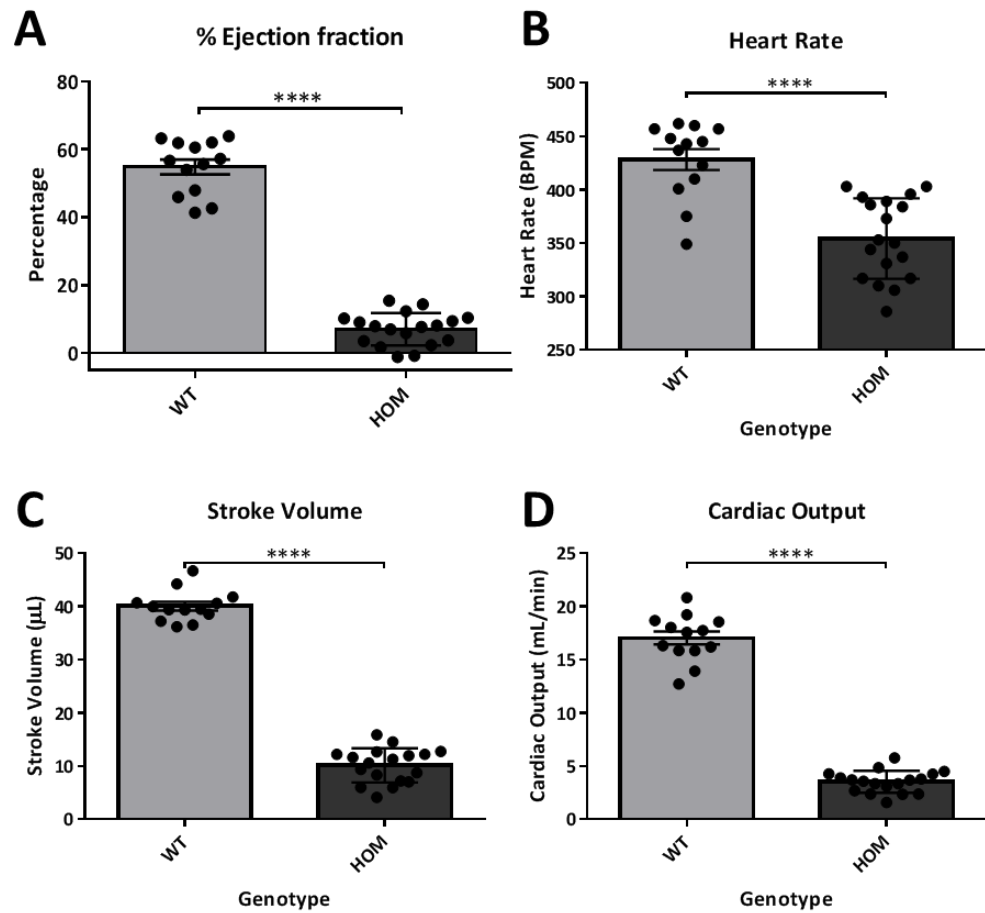 A
% Ejection fraction
80
60
40
20
0
Percentage
****
WT
HOM
B
Heart Rate
500
450
400
350
300
250
Heart Rate (BPM)
****
WT
HOM
Genotype
C
Stroke Volume
50
40
30
20
10
0
Stroke Volume (µL)
****
WT
HOM
Genotype
D
Cardiac Output
25
20
15
10
5
0
Cardiac Output (mL/min)
****
WT
HOM
Genotype